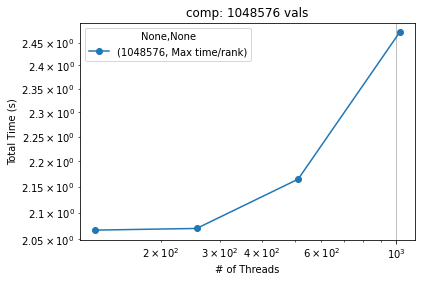 comp: 1048576 vals
None,None
(1048576, Max time/rank)
Total Time (s)
2.45 × 10⁰
2.4 × 10⁰
2.35 × 10⁰
2.3 × 10⁰
2.25 × 10⁰
2.2 × 10⁰
2.15 × 10⁰
2.1 × 10⁰
2.05 × 10⁰
2 × 10² 3 × 10² 4 × 10² 6 × 10² 10³
# of Threads